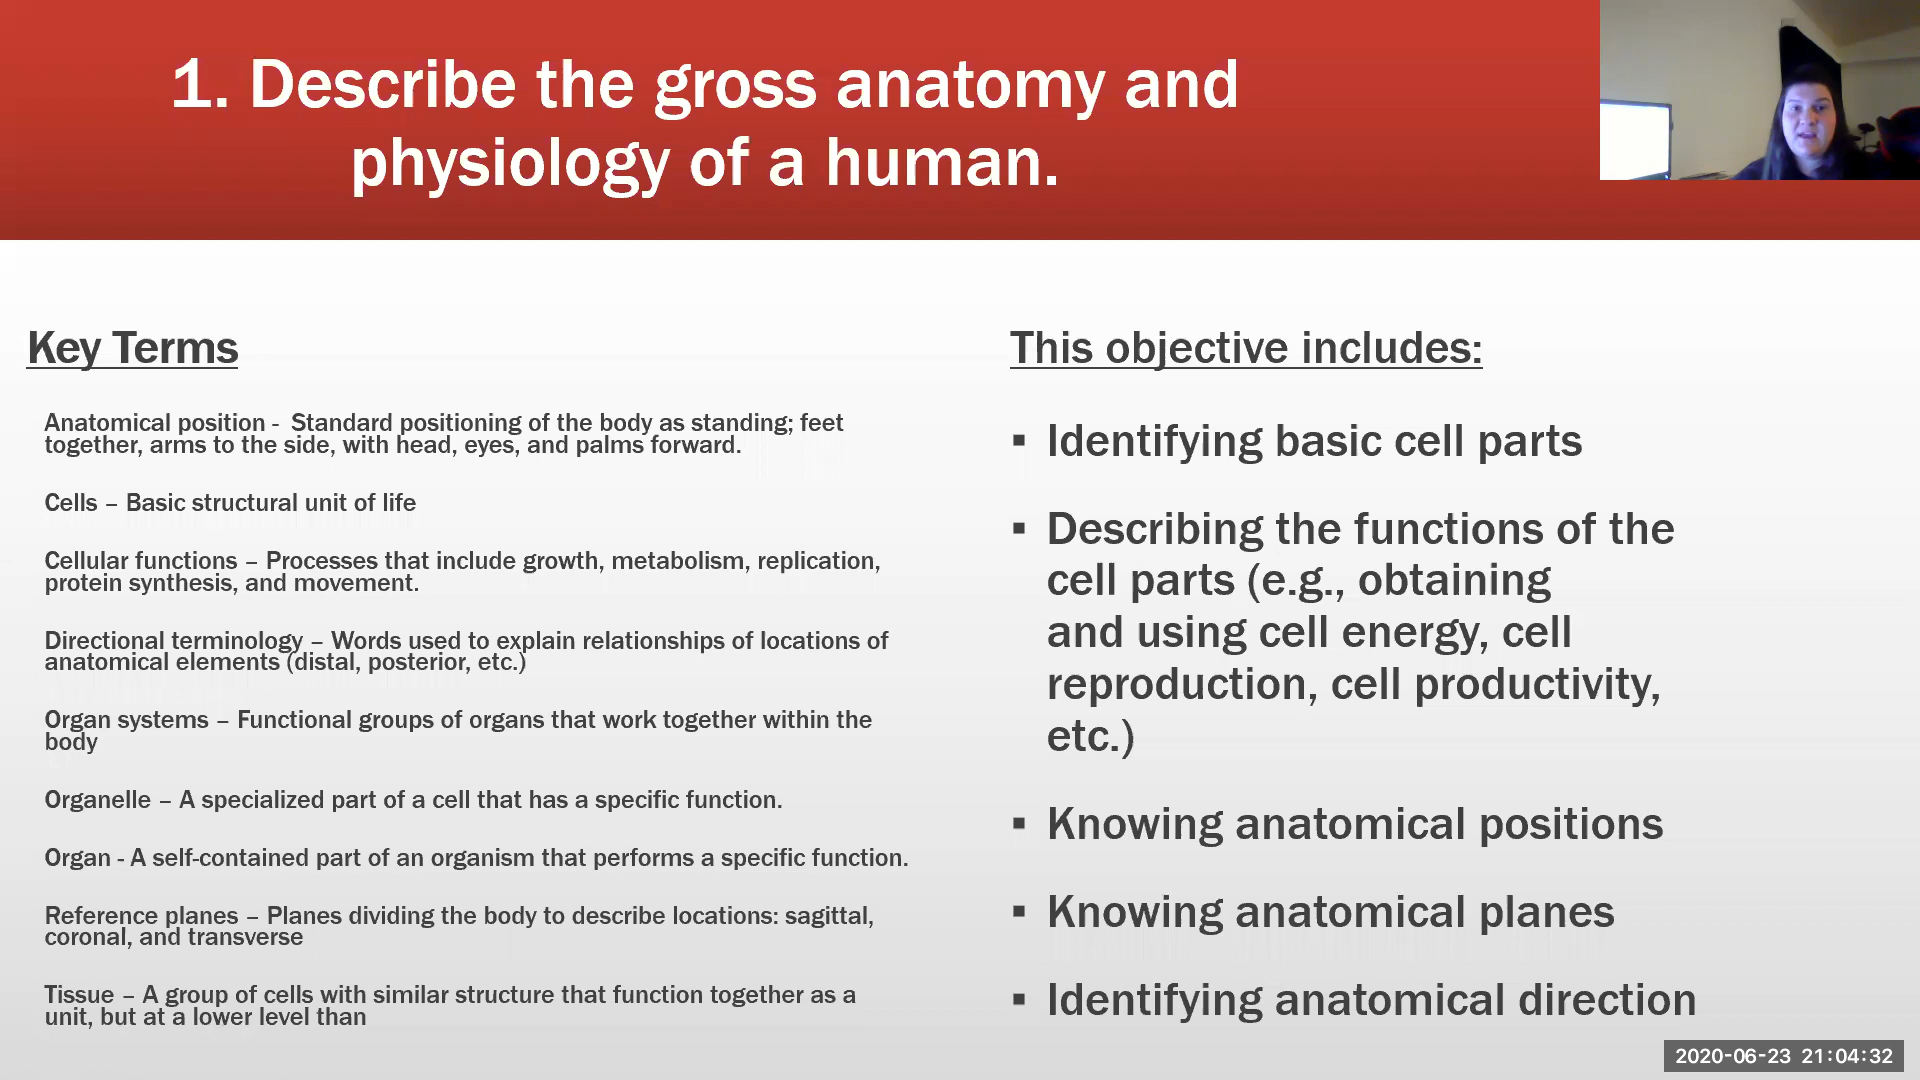 1. Describe the gross anatomy and
physiology of a human.
Key Terms
Anatomical position -  Standard positioning of the body as standing; feet
together, arms to the side, with head, eyes, and palms forward.
Cells – Basic structural unit of life
Cellular functions – Processes that include growth, metabolism, replication,
protein synthesis, and movement.
Directional terminology – Words used to explain relationships of locations of
anatomical elements (distal, posterior, etc.)
Organ systems – Functional groups of organs that work together within the
body
Organelle – A specialized part of a cell that has a specific function.
Organ - A self-contained part of an organism that performs a specific function.
Reference planes – Planes dividing the body to describe locations: sagittal,
coronal, and transverse
Tissue – A group of cells with similar structure that function together as a
unit, but at a lower level than
This objective includes:
▪ Identifying basic cell parts
▪ Describing the functions of the
cell parts (e.g., obtaining
and using cell energy, cell
reproduction, cell productivity,
etc.)
▪ Knowing anatomical positions
▪ Knowing anatomical planes
▪ Identifying anatomical direction
2020-06-23 21:04:32